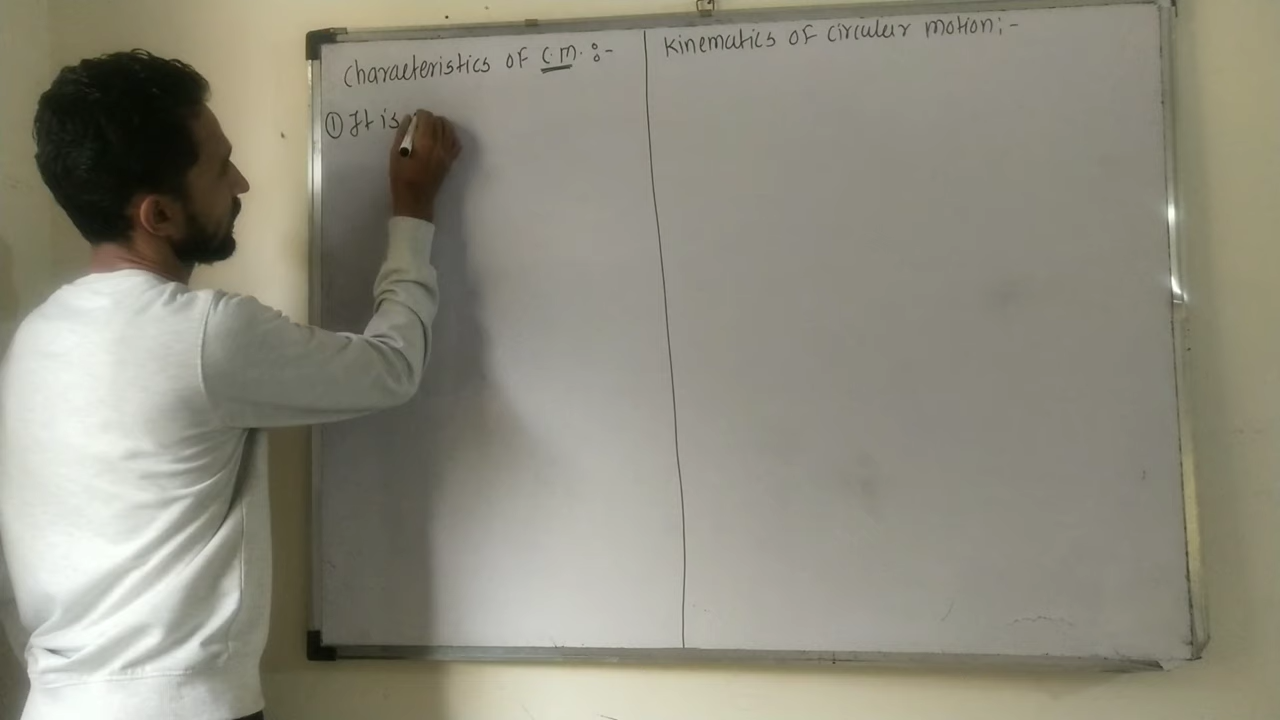 Characteristics of C.M. :-
① It is
Kinematics of circular motion :-